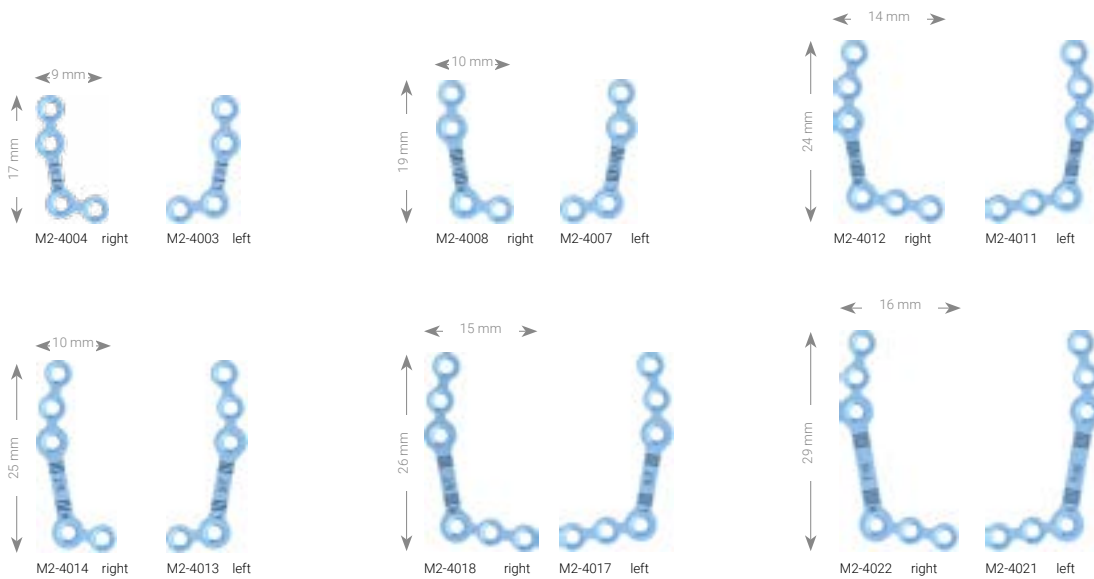 14 mm
9 mm
10 mm
17 mm
19 mm
24 mm
M2-4004 right M2-4003 left
M2-4008 right M2-4007 left
M2-4012 right M2-4011 left
10 mm
15 mm
16 mm
25 mm
26 mm
29 mm
M2-4014 right M2-4013 left
M2-4018 right M2-4017 left
M2-4022 right M2-4021 left